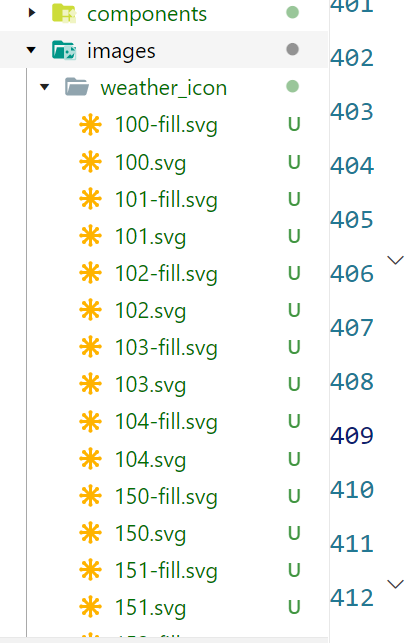 components
images
weather_icon
100-fill.svg U
100.svg U
101-fill.svg U
101.svg U
102-fill.svg U
102.svg U
103-fill.svg U
103.svg U
104-fill.svg U
104.svg U
150-fill.svg U
150.svg U
151-fill.svg U
151.svg U
401
402
403
404
405
406
407
408
409
410
411
412